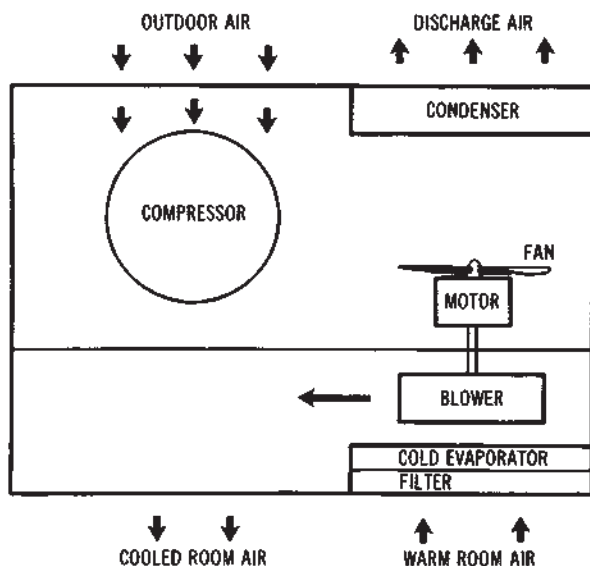 OUTDOOR AIR
DISCHARGE AIR
CONDENSER
COMPRESSOR
FAN
MOTOR
BLOWER
COLD EVAPORATOR
FILTER
COOLED ROOM AIR
WARM ROOM AIR